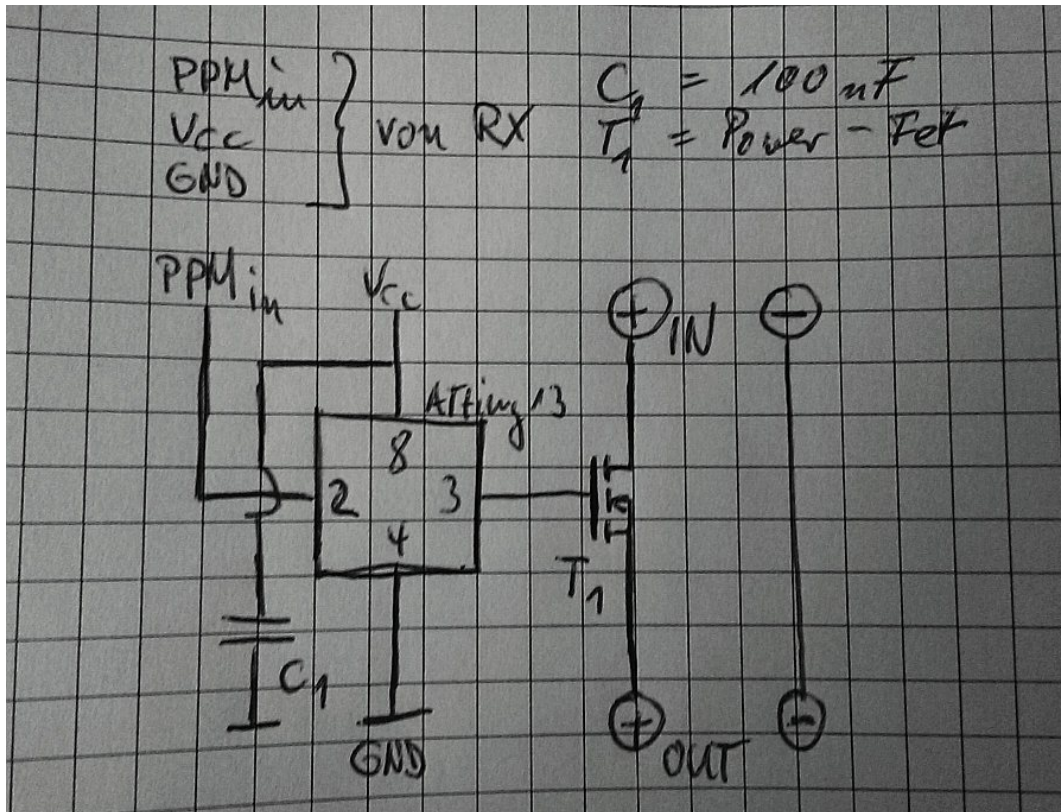 PPMin
Vcc
GND
von RX
C1 = 100 nF
T1 = Power-Fet
PPMin
Vcc
+ IN -
ATtiny13
8
2
3
4
T1
C1
GND
+ OUT -